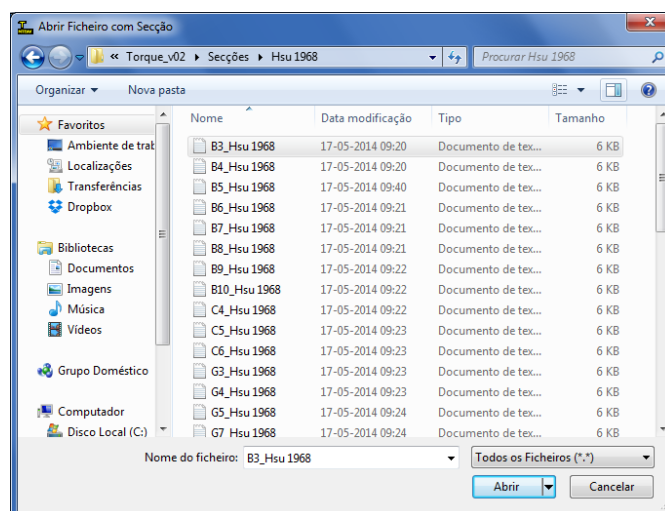 Abrir Ficheiro com Secção
« Torque_v02 Secções Hsu 1968 Procurar Hsu 1968
Organizar Nova pasta
Favoritos
Ambiente de trab
Localizações
Transferências
Dropbox
Bibliotecas
Documentos
Imagens
Música
Vídeos
Grupo Doméstico
Computador
Disco Local (C:)
Nome Data modificação Tipo Tamanho
B3_Hsu 1968 17-05-2014 09:20 Documento de tex... 6 KB
B4_Hsu 1968 17-05-2014 09:20 Documento de tex... 6 KB
B5_Hsu 1968 17-05-2014 09:40 Documento de tex... 6 KB
B6_Hsu 1968 17-05-2014 09:21 Documento de tex... 6 KB
B7_Hsu 1968 17-05-2014 09:21 Documento de tex... 6 KB
B8_Hsu 1968 17-05-2014 09:21 Documento de tex... 6 KB
B9_Hsu 1968 17-05-2014 09:22 Documento de tex... 6 KB
B10_Hsu 1968 17-05-2014 09:22 Documento de tex... 6 KB
C4_Hsu 1968 17-05-2014 09:22 Documento de tex... 6 KB
C5_Hsu 1968 17-05-2014 09:23 Documento de tex... 6 KB
C6_Hsu 1968 17-05-2014 09:23 Documento de tex... 6 KB
G3_Hsu 1968 17-05-2014 09:23 Documento de tex... 6 KB
G4_Hsu 1968 17-05-2014 09:23 Documento de tex... 6 KB
G5_Hsu 1968 17-05-2014 09:24 Documento de tex... 6 KB
G7_Hsu 1968 17-05-2014 09:24 Documento de tex... 6 KB
Nome do ficheiro: B3_Hsu 1968 Todos os Ficheiros (*.*)
Abrir Cancelar